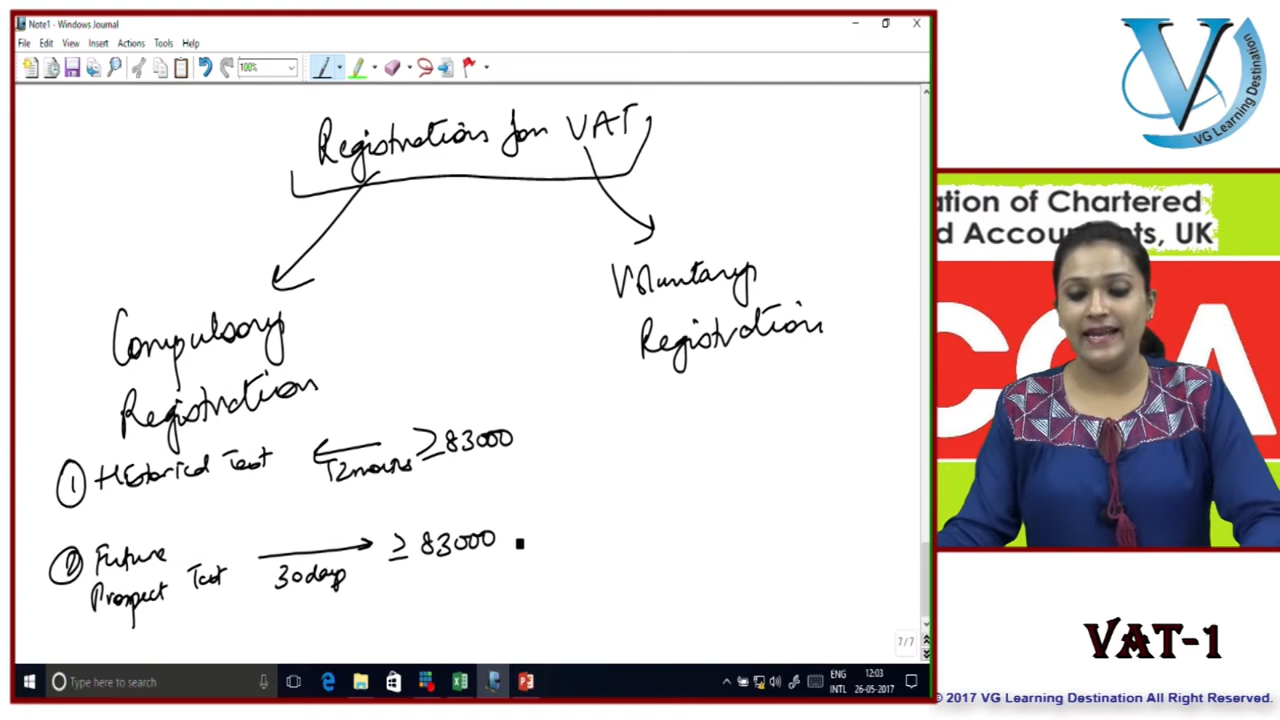 Note1 - Windows Journal
File Edit View Insert Actions Tools Help
100%
Registration for VAT
Compulsory
Registration
Voluntary
Registration
① Historical Test ← 12 months ≥ 83000
② Future
Prospect Test → 30 days ≥ 83000
7/7
Type here to search
ENG
INTL
12:03
26-05-2017
V
VG Learning Destination
ation of Chartered
d Accountants, UK
CCA
VAT-1
© 2017 VG Learning Destination All Right Reserved.